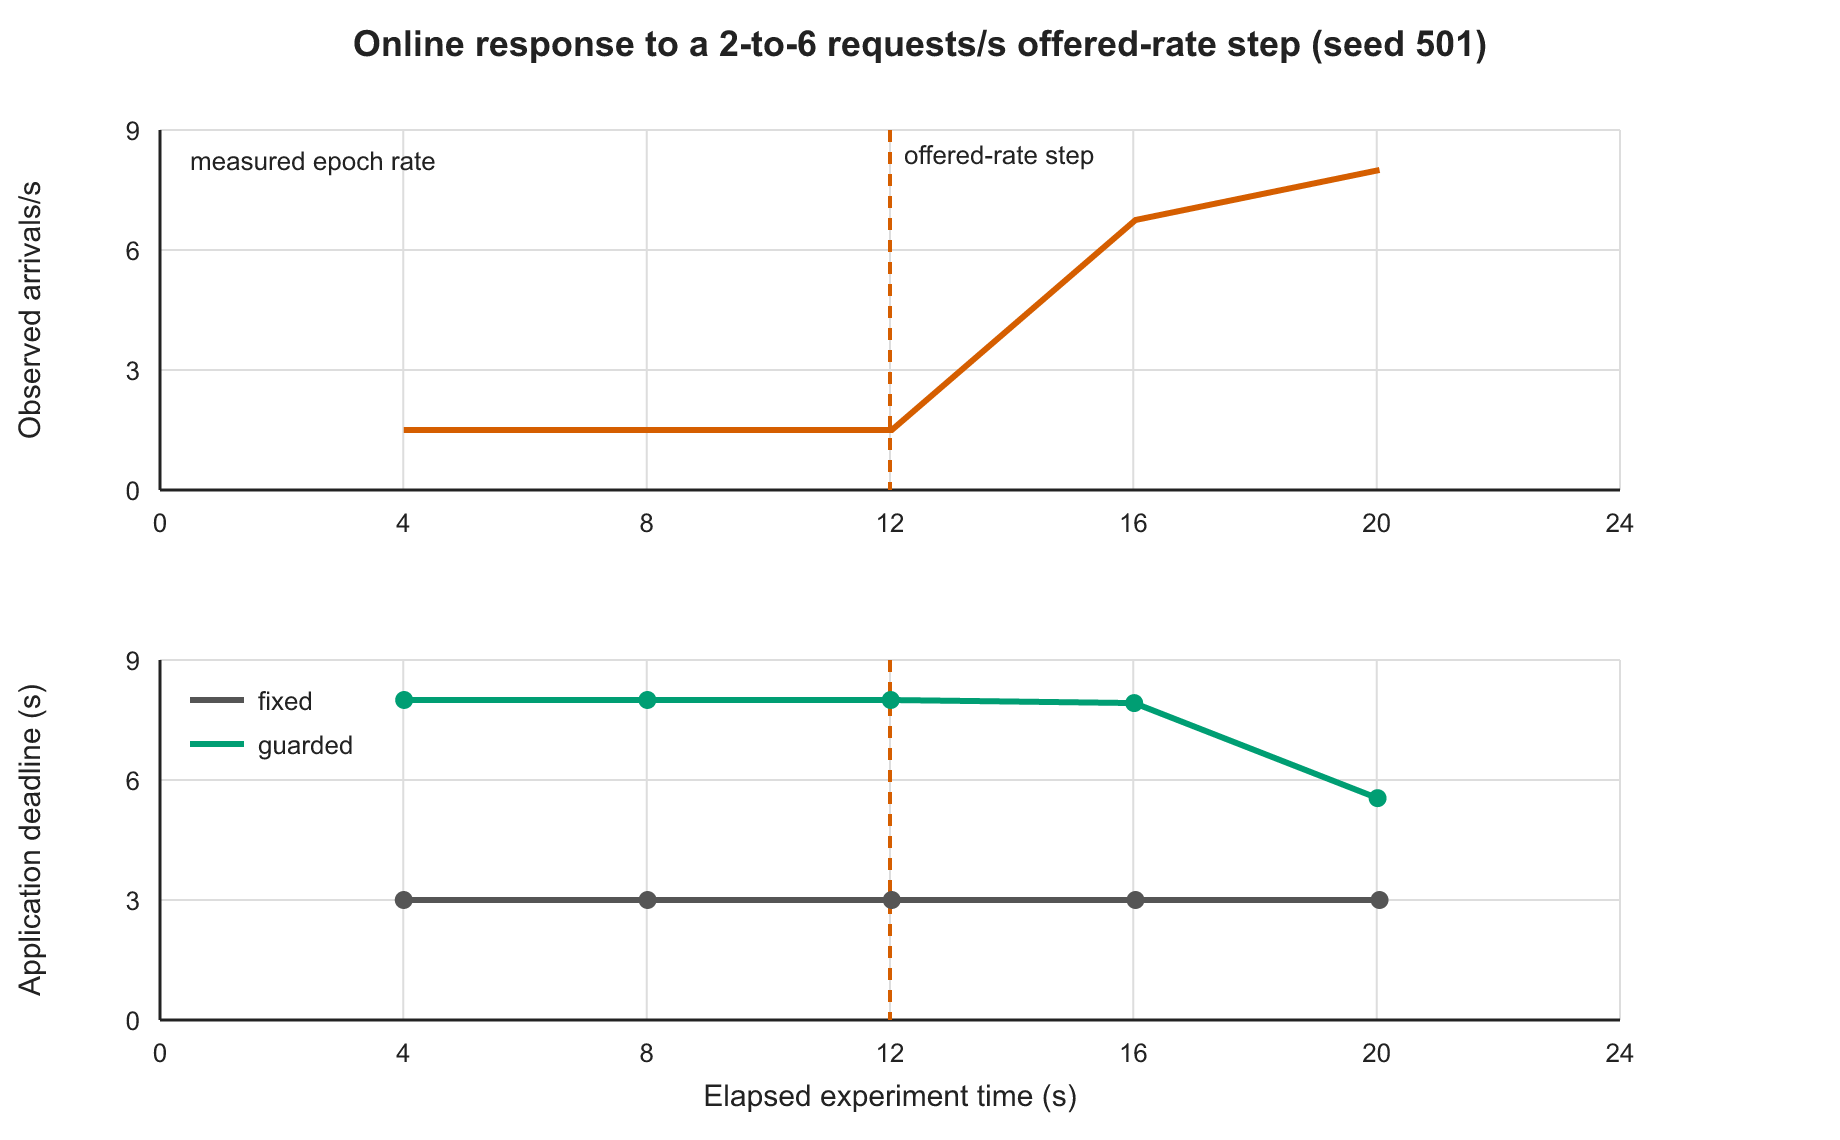 Online response to a 2-to-6 requests/s offered-rate step (seed 501)
Observed arrivals/s
9
6
3
0
measured epoch rate
offered-rate step
0 4 8 12 16 20 24
Application deadline (s)
9
6
3
0
fixed
guarded
0 4 8 12 16 20 24
Elapsed experiment time (s)